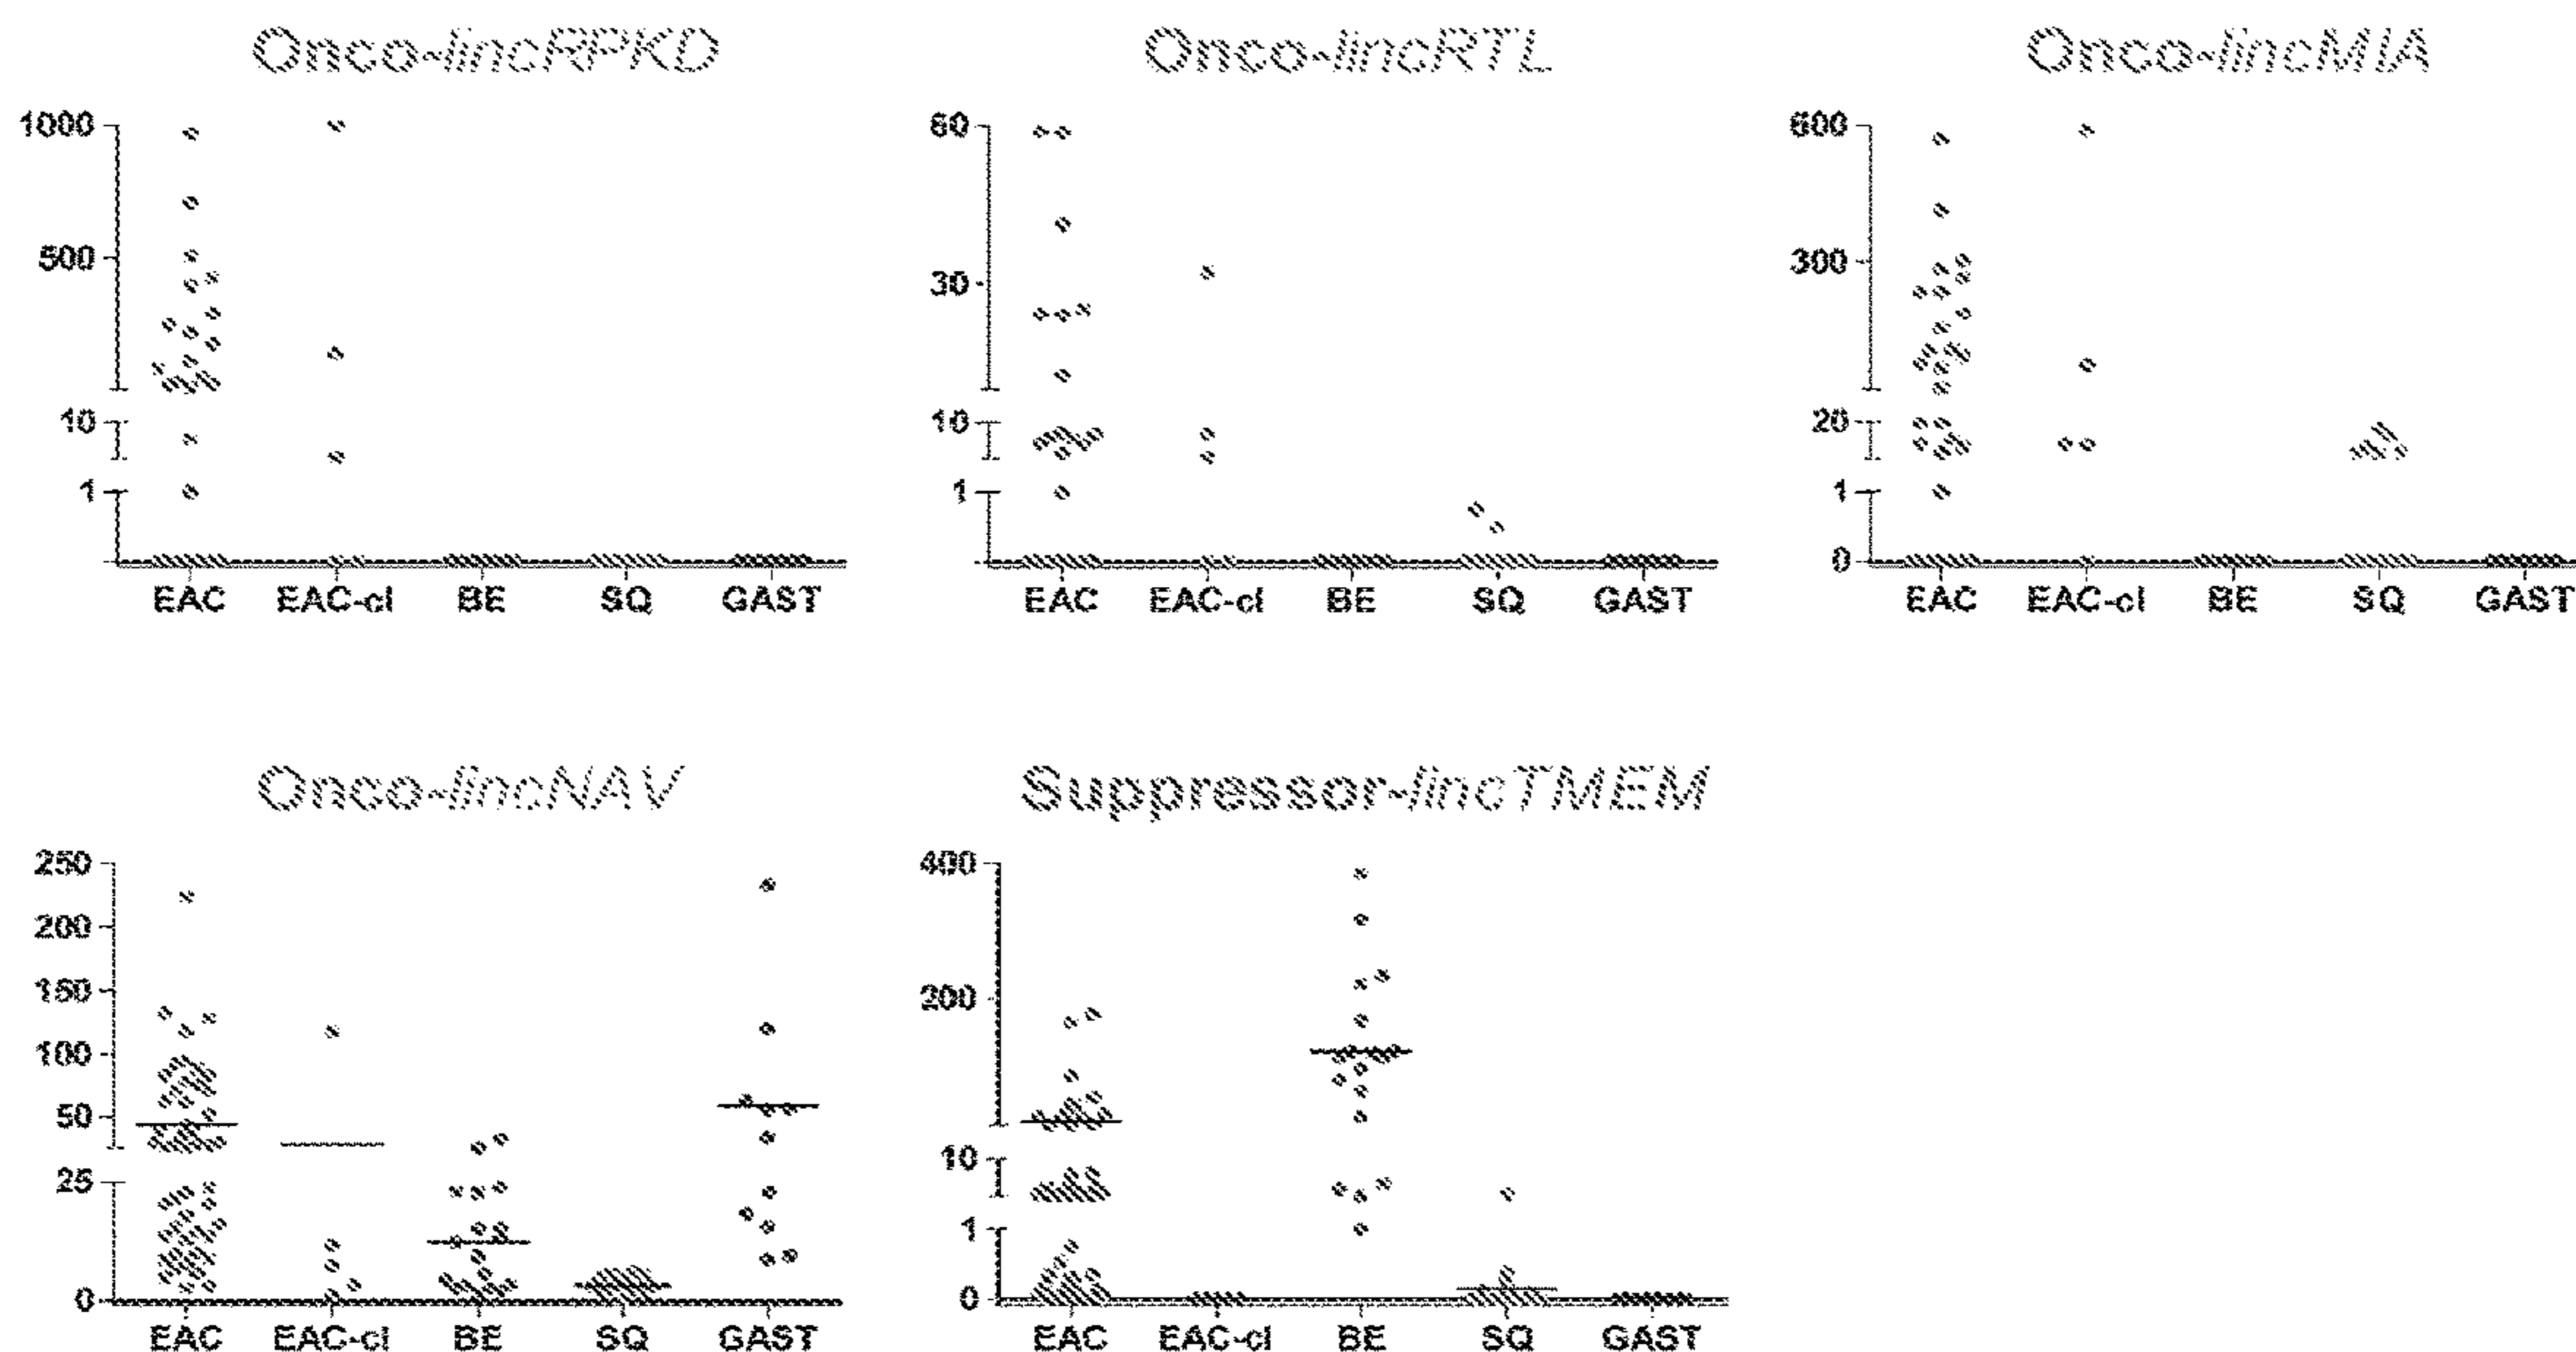 Onco-lincRPKD Onco-lincRTL Onco-lincMIA
1000 60 600
500 30 300
10 10 20
1 1 1
0
EAC EAC-cl BE SQ GAST EAC EAC-cl BE SQ GAST EAC EAC-cl BE SQ GAST
Onco-lincNAV Suppressor-lincTMEM
250 400
200
150 200
100
50
25 10
1
0 0
EAC EAC-cl BE SQ GAST EAC EAC-cl BE SQ GAST